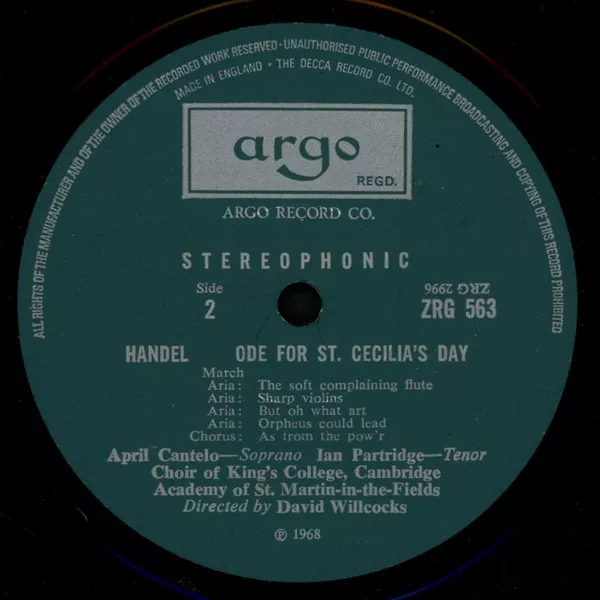 ALL RIGHTS OF THE MANUFACTURER AND OF THE OWNER OF THE RECORDED WORK RESERVED · UNAUTHORISED PUBLIC PERFORMANCE BROADCASTING AND COPYING OF THIS RECORD PROHIBITED
MADE IN ENGLAND · THE DECCA RECORD CO. LTD.
argo
REGD.
ARGO RECORD CO.
STEREOPHONIC
Side
2
ZRG 2996
ZRG 563
HANDEL ODE FOR ST. CECILIA'S DAY
March
Aria: The soft complaining flute
Aria: Sharp violins
Aria: But oh what art
Aria: Orpheus could lead
Chorus: As trom the pow'r
April Cantelo—Soprano Ian Partridge—Tenor
Choir of King's College, Cambridge
Academy of St. Martin-in-the-Fields
Directed by David Willcocks
℗ 1968